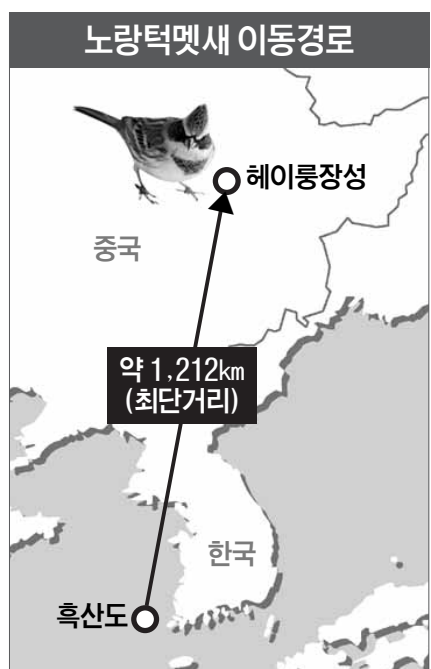 노랑턱멧새 이동경로
헤이룽장성
중국
약 1,212㎞
(최단거리)
한국
흑산도